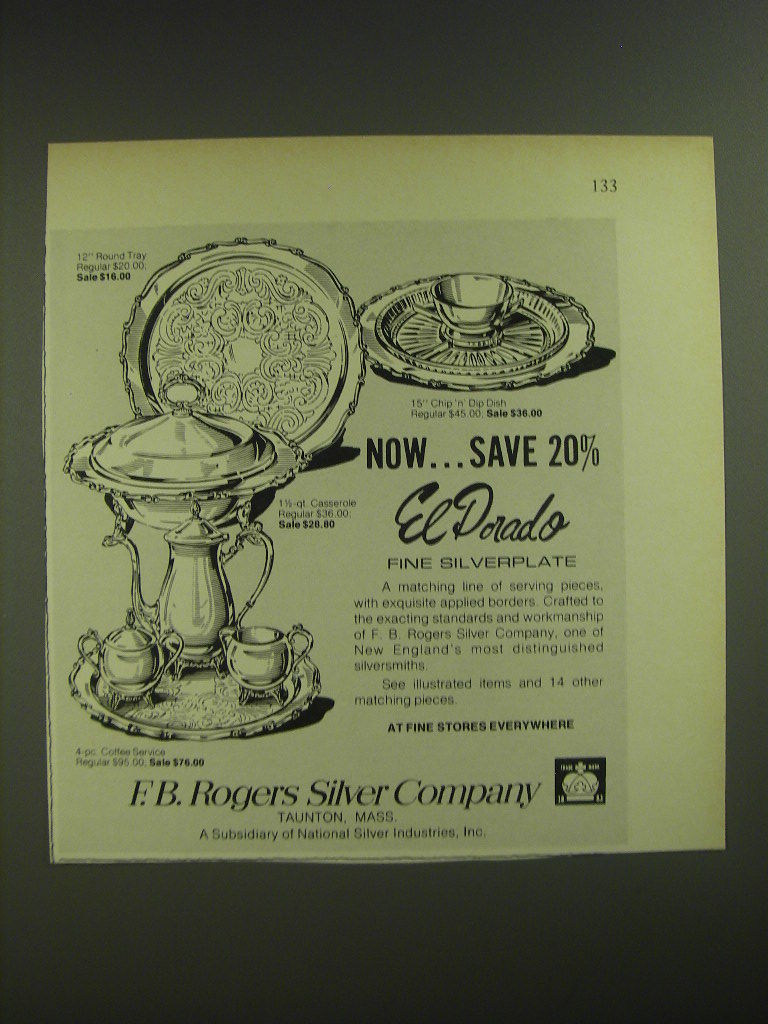 133
12" Round Tray
Regular $20.00;
Sale $16.00
15" Chip 'n' Dip Dish
Regular $45.00; Sale $36.00
NOW...SAVE 20%
1½-qt. Casserole
Regular $36.00;
Sale $28.80
El Dorado
FINE SILVERPLATE
A matching line of serving pieces,
with exquisite applied borders. Crafted to
the exacting standards and workmanship
of F. B. Rogers Silver Company, one of
New England's most distinguished
silversmiths.
See illustrated items and 14 other
matching pieces.
AT FINE STORES EVERYWHERE
4-pc. Coffee Service
Regular $95.00; Sale $76.00
F. B. Rogers Silver Company
TAUNTON, MASS.
A Subsidiary of National Silver Industries, Inc.
TRADE MARK
18 83